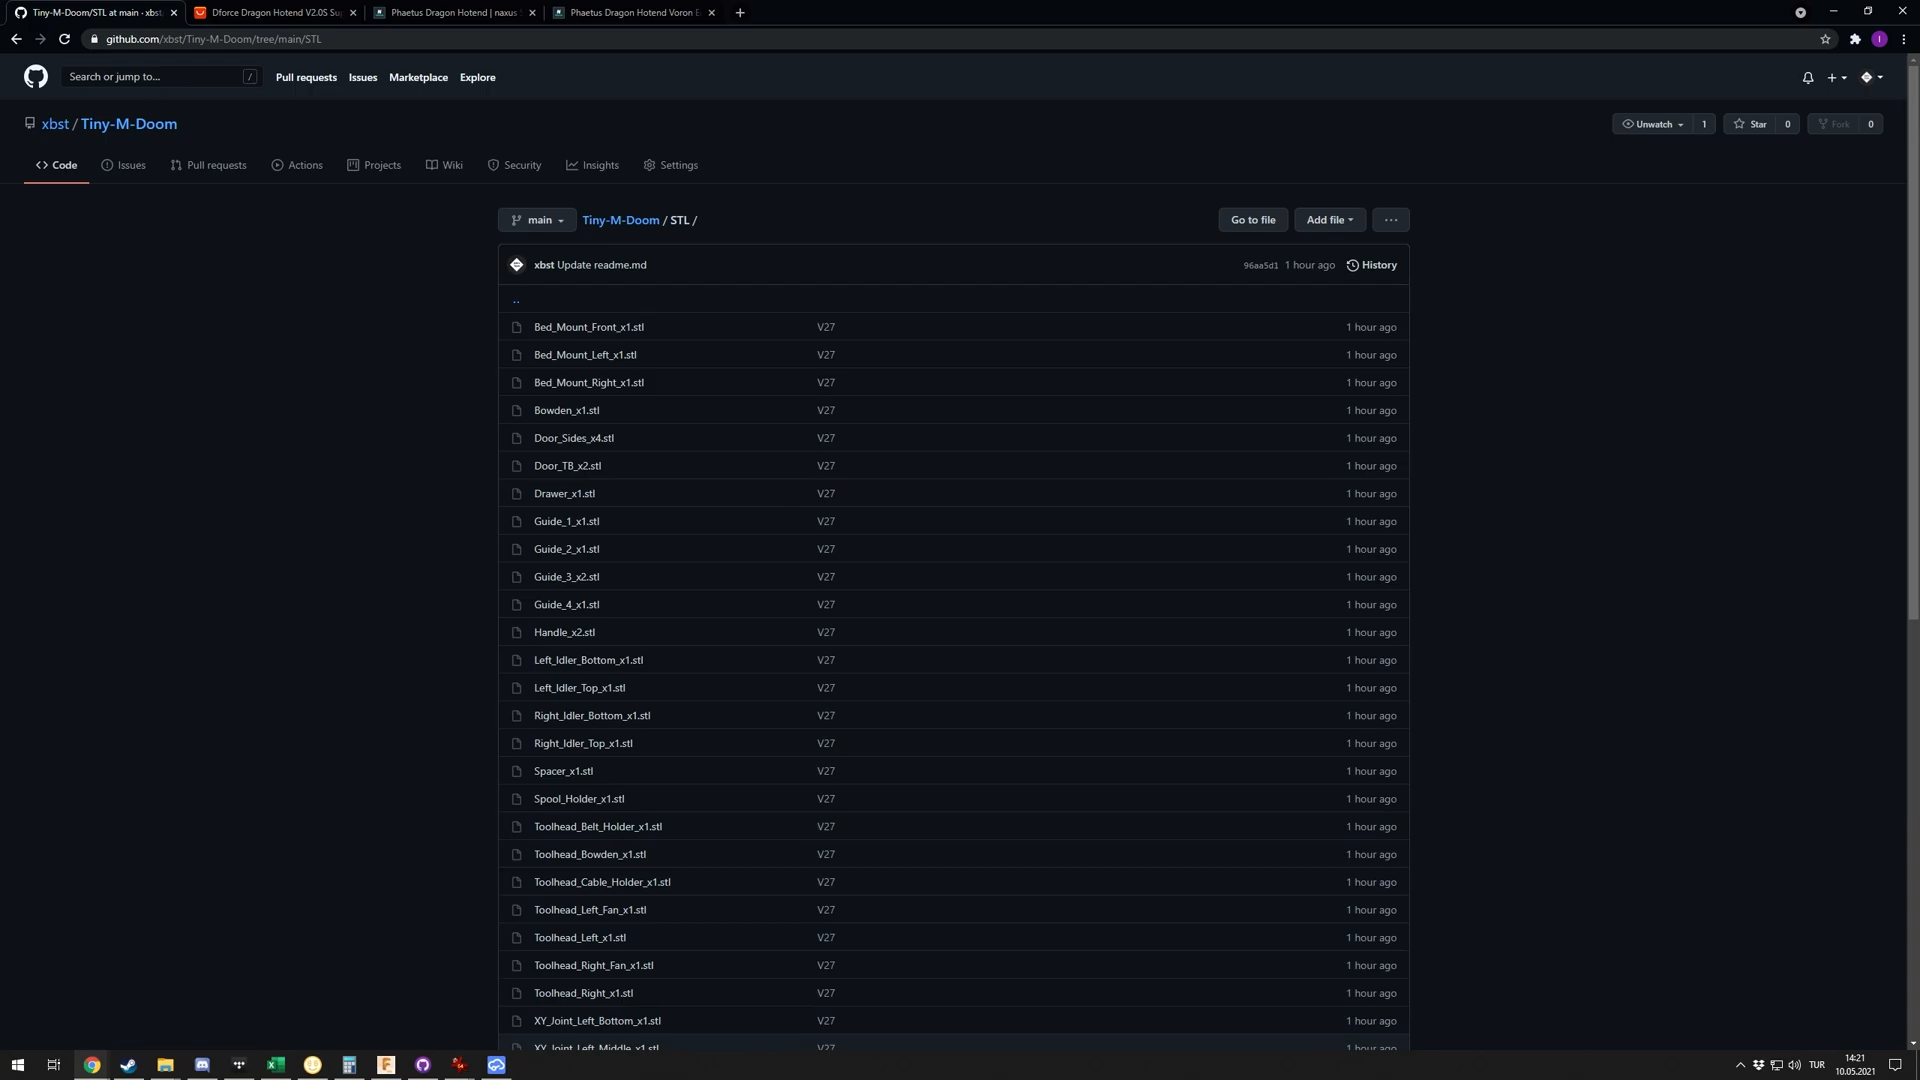 Tiny-M-Doom/STL at main · xbst
Dforce Dragon Hotend V2.0S Su
Phaetus Dragon Hotend | naxus
Phaetus Dragon Hotend Voron E
github.com/xbst/Tiny-M-Doom/tree/main/STL
I
Search or jump to... /
Pull requests Issues Marketplace Explore
xbst / Tiny-M-Doom
Unwatch 1 Star 0 Fork 0
Code Issues Pull requests Actions Projects Wiki Security Insights Settings
main Tiny-M-Doom / STL /
Go to file Add file ...
xbst Update readme.md 96aa5d1 1 hour ago History
..
Bed_Mount_Front_x1.stl V27 1 hour ago
Bed_Mount_Left_x1.stl V27 1 hour ago
Bed_Mount_Right_x1.stl V27 1 hour ago
Bowden_x1.stl V27 1 hour ago
Door_Sides_x4.stl V27 1 hour ago
Door_TB_x2.stl V27 1 hour ago
Drawer_x1.stl V27 1 hour ago
Guide_1_x1.stl V27 1 hour ago
Guide_2_x1.stl V27 1 hour ago
Guide_3_x2.stl V27 1 hour ago
Guide_4_x1.stl V27 1 hour ago
Handle_x2.stl V27 1 hour ago
Left_Idler_Bottom_x1.stl V27 1 hour ago
Left_Idler_Top_x1.stl V27 1 hour ago
Right_Idler_Bottom_x1.stl V27 1 hour ago
Right_Idler_Top_x1.stl V27 1 hour ago
Spacer_x1.stl V27 1 hour ago
Spool_Holder_x1.stl V27 1 hour ago
Toolhead_Belt_Holder_x1.stl V27 1 hour ago
Toolhead_Bowden_x1.stl V27 1 hour ago
Toolhead_Cable_Holder_x1.stl V27 1 hour ago
Toolhead_Left_Fan_x1.stl V27 1 hour ago
Toolhead_Left_x1.stl V27 1 hour ago
Toolhead_Right_Fan_x1.stl V27 1 hour ago
Toolhead_Right_x1.stl V27 1 hour ago
XY_Joint_Left_Bottom_x1.stl V27 1 hour ago
XY_Joint_Left_Middle_x1.stl V27 1 hour ago
TUR
14:21
10.05.2021